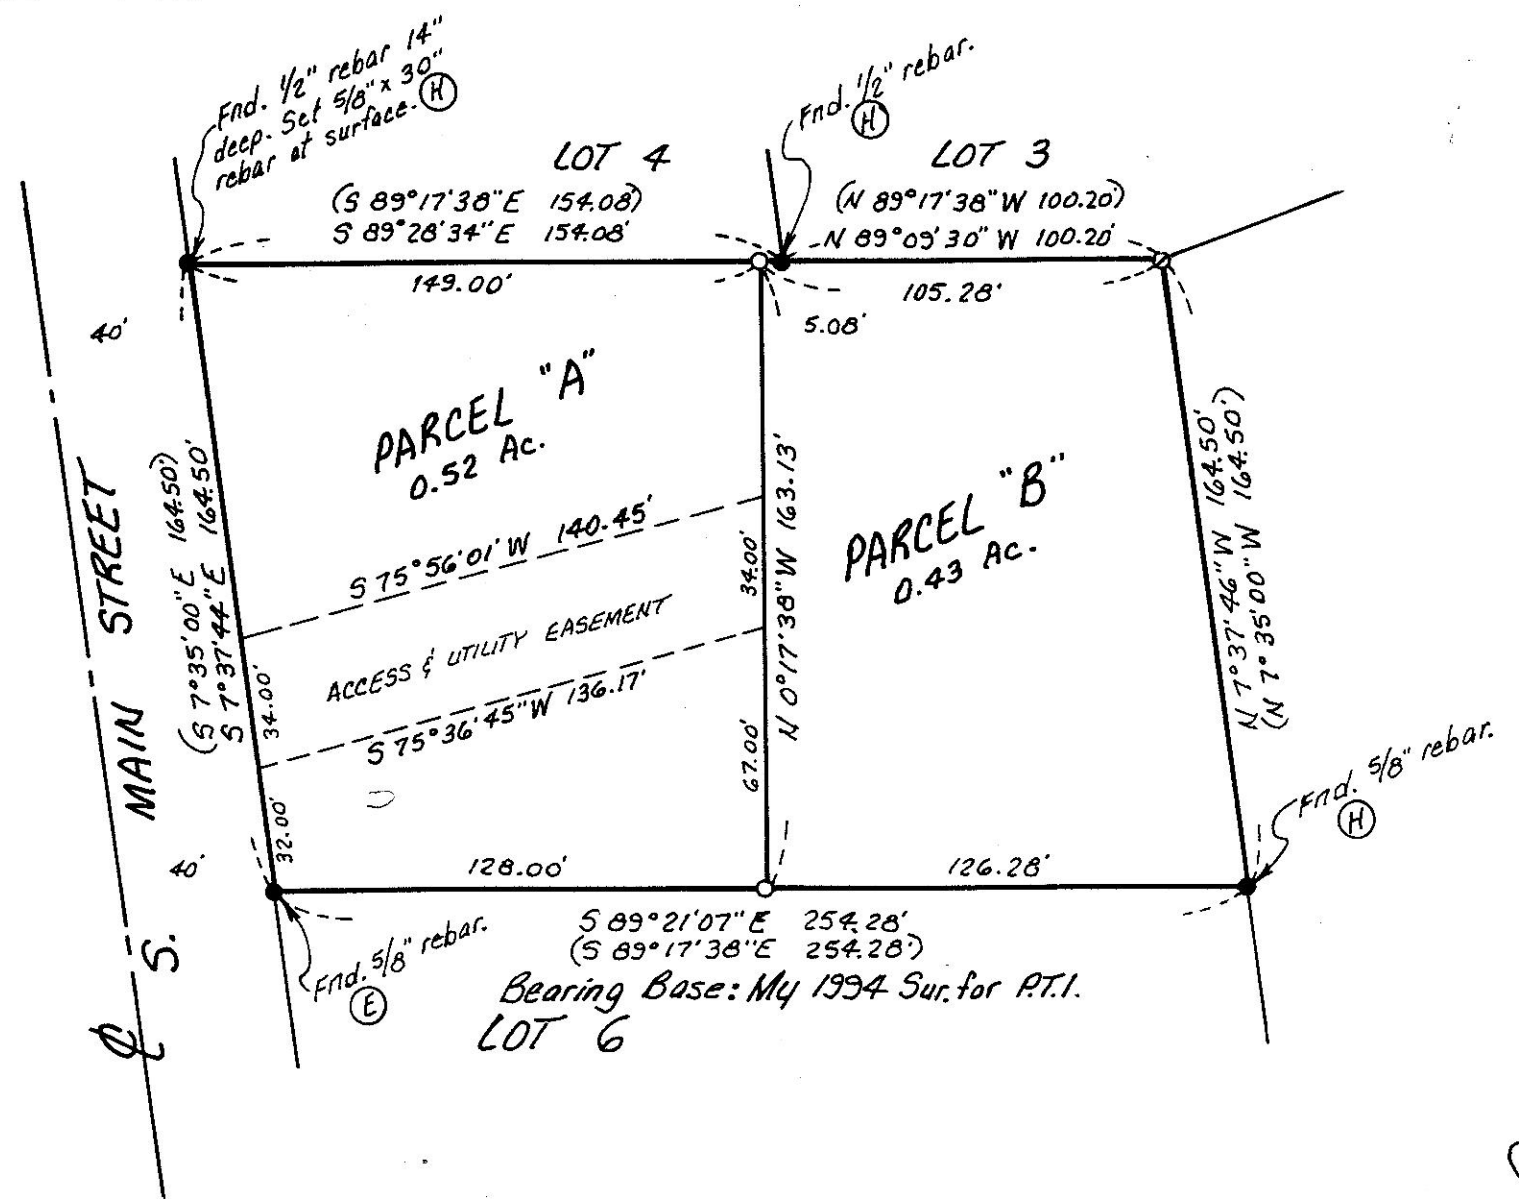 Fnd. 1/2" rebar 14"
deep. Set 5/8" x 30"
rebar at surface. (H)
Fnd. 1/2" rebar.
(H)
LOT 4
LOT 3
(S 89°17'38"E 154.08')
S 89°28'34"E 154.08'
(N 89°17'38"W 100.20')
N 89°09'30"W 100.20'
149.00'
105.28'
5.08'
40'
PARCEL "A"
0.52 Ac.
PARCEL "B"
0.43 Ac.
(S 7°35'00"E 164.50')
S 7°37'44"E 164.50'
N 0°17'38"W 163.13'
N 7°37'46"W 164.50'
(N 7°35'00"W 164.50')
S 75°56'01"W 140.45'
34.00'
ACCESS & UTILITY EASEMENT
34.00'
S 75°36'45"W 136.17'
67.00'
32.00'
40'
℄ S. MAIN STREET
128.00'
126.28'
Fnd. 5/8" rebar.
(H)
S 89°21'07"E 254.28'
(S 89°17'38"E 254.28')
Fnd. 5/8" rebar.
(E)
Bearing Base: My 1994 Sur. for P.T.I.
LOT 6